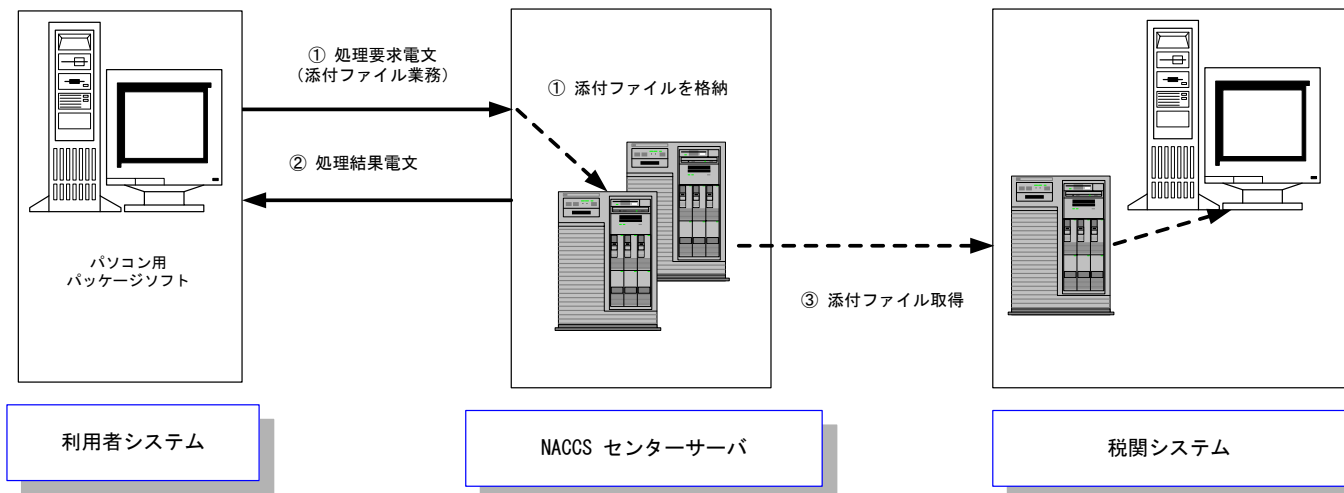 ① 処理要求電文
（添付ファイル業務）
① 添付ファイルを格納
② 処理結果電文
パソコン用
パッケージソフト
③ 添付ファイル取得
利用者システム
NACCS センターサーバ
税関システム